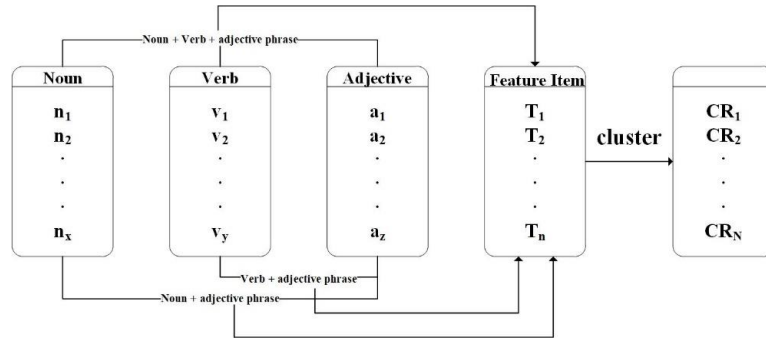 Noun + Verb + adjective phrase
Noun Verb Adjective Feature Item
n1 v1 a1 T1 CR1
n2 v2 a2 T2 CR2
cluster
. . . . .
. . . . .
. . . . .
nx vy az Tn CRN
Verb + adjective phrase
Noun + adjective phrase